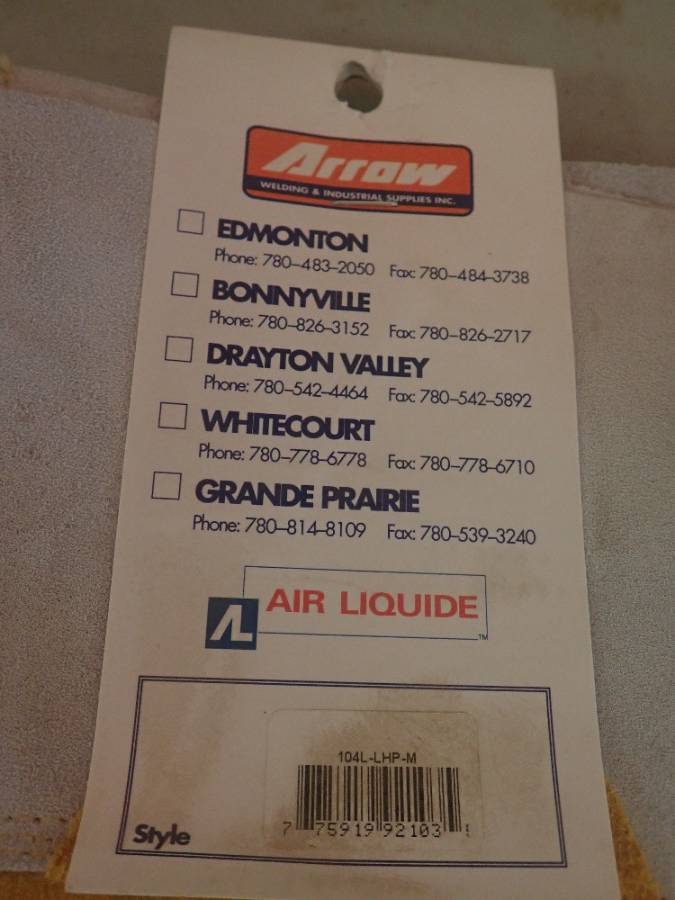 Arrow
WELDING & INDUSTRIAL SUPPLIES INC.
EDMONTON
Phone: 780-483-2050 Fax: 780-484-3738
BONNYVILLE
Phone: 780-826-3152 Fax: 780-826-2717
DRAYTON VALLEY
Phone: 780-542-4464 Fax: 780-542-5892
WHITECOURT
Phone: 780-778-6778 Fax: 780-778-6710
GRANDE PRAIRIE
Phone: 780-814-8109 Fax: 780-539-3240
AL AIR LIQUIDE ™
104L-LHP-M
7 75919 92103
Style